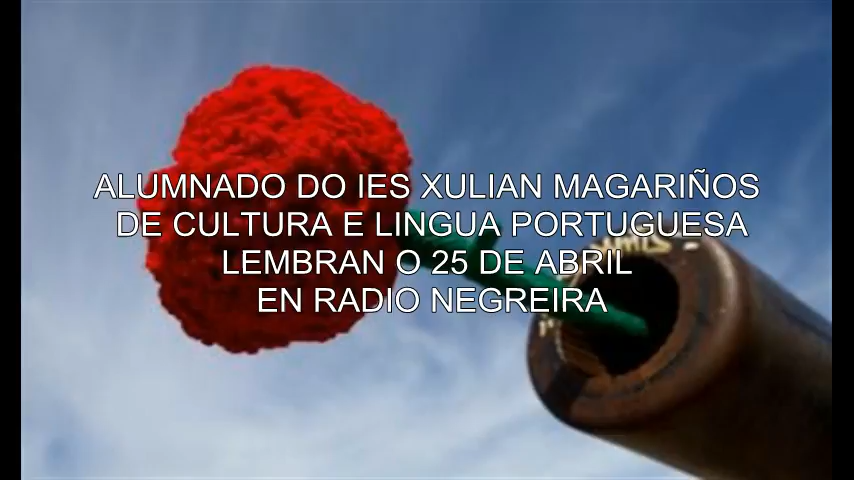 ALUMNADO DO IES XULIAN MAGARIÑOS
DE CULTURA E LINGUA PORTUGUESA
LEMBRAN O 25 DE ABRIL
EN RADIO NEGREIRA